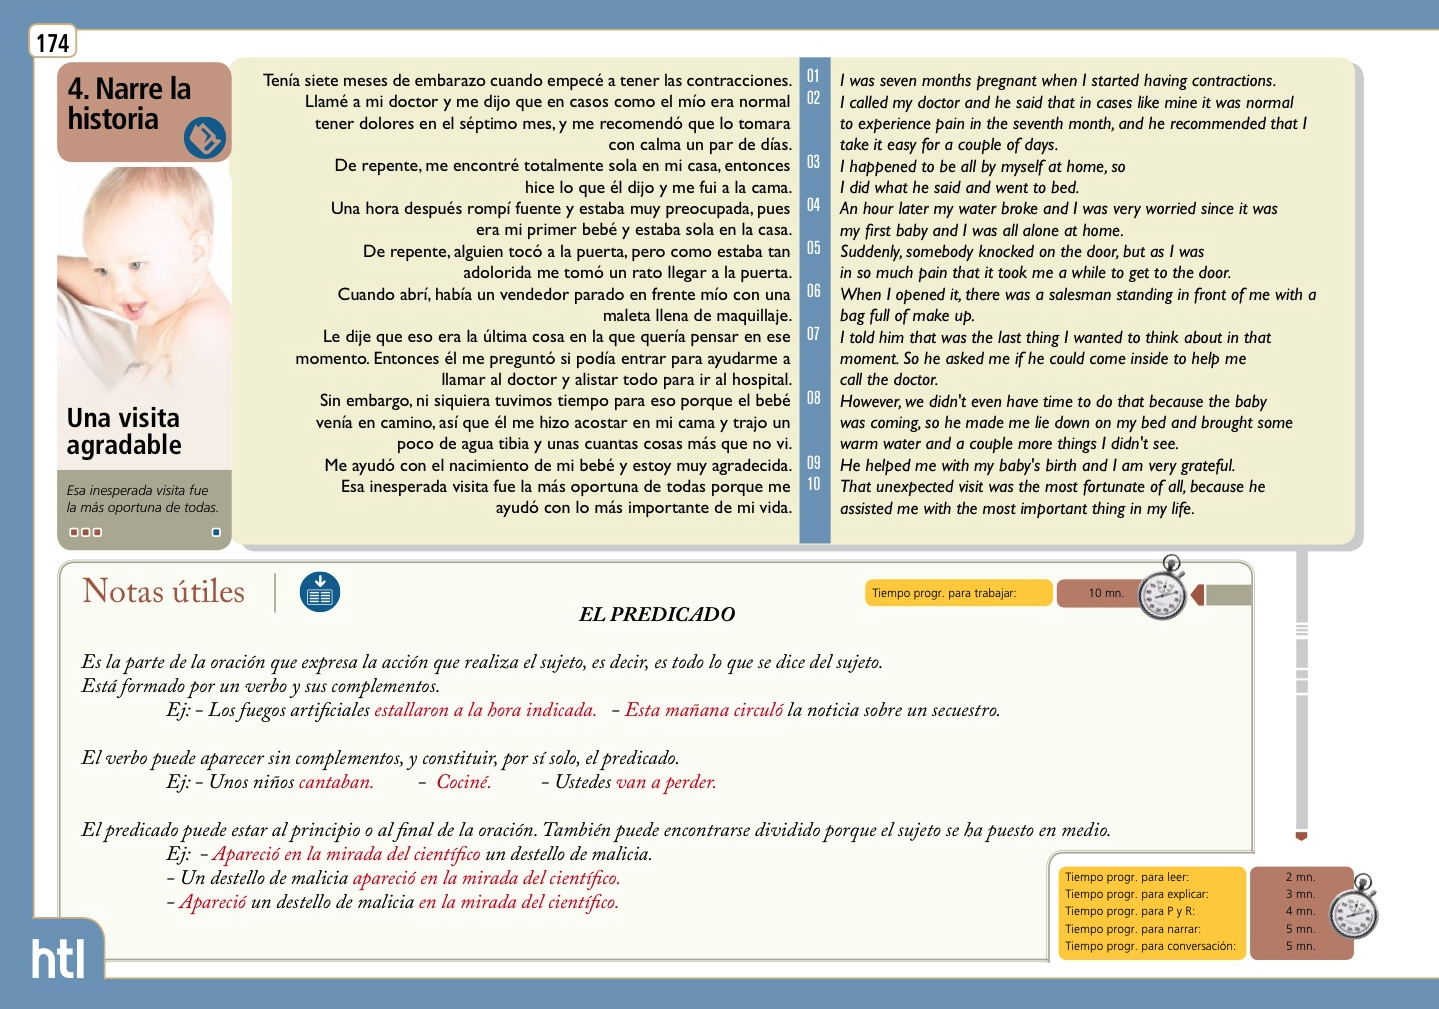 174
4. Narre la
historia
Una visita
agradable
Esa inesperada visita fue
la más oportuna de todas.
Tenía siete meses de embarazo cuando empecé a tener las contracciones.
Llamé a mi doctor y me dijo que en casos como el mío era normal
tener dolores en el séptimo mes, y me recomendó que lo tomara
con calma un par de días.
De repente, me encontré totalmente sola en mi casa, entonces
hice lo que él dijo y me fui a la cama.
Una hora después rompí fuente y estaba muy preocupada, pues
era mi primer bebé y estaba sola en la casa.
De repente, alguien tocó a la puerta, pero como estaba tan
adolorida me tomó un rato llegar a la puerta.
Cuando abrí, había un vendedor parado en frente mío con una
maleta llena de maquillaje.
Le dije que eso era la última cosa en la que quería pensar en ese
momento. Entonces él me preguntó si podía entrar para ayudarme a
llamar al doctor y alistar todo para ir al hospital.
Sin embargo, ni siquiera tuvimos tiempo para eso porque el bebé
venía en camino, así que él me hizo acostar en mi cama y trajo un
poco de agua tibia y unas cuantas cosas más que no vi.
Me ayudó con el nacimiento de mi bebé y estoy muy agradecida.
Esa inesperada visita fue la más oportuna de todas porque me
ayudó con lo más importante de mi vida.
01
02
03
04
05
06
07
08
09
10
I was seven months pregnant when I started having contractions.
I called my doctor and he said that in cases like mine it was normal
to experience pain in the seventh month, and he recommended that I
take it easy for a couple of days.
I happened to be all by myself at home, so
I did what he said and went to bed.
An hour later my water broke and I was very worried since it was
my first baby and I was all alone at home.
Suddenly, somebody knocked on the door, but as I was
in so much pain that it took me a while to get to the door.
When I opened it, there was a salesman standing in front of me with a
bag full of make up.
I told him that was the last thing I wanted to think about in that
moment. So he asked me if he could come inside to help me
call the doctor.
However, we didn't even have time to do that because the baby
was coming, so he made me lie down on my bed and brought some
warm water and a couple more things I didn't see.
He helped me with my baby's birth and I am very grateful.
That unexpected visit was the most fortunate of all, because he
assisted me with the most important thing in my life.
Notas útiles
Tiempo progr. para trabajar: 10 mn.
EL PREDICADO
Es la parte de la oración que expresa la acción que realiza el sujeto, es decir, es todo lo que se dice del sujeto.
Está formado por un verbo y sus complementos.
Ej: - Los fuegos artificiales estallaron a la hora indicada. - Esta mañana circuló la noticia sobre un secuestro.
El verbo puede aparecer sin complementos, y constituir, por sí solo, el predicado.
Ej: - Unos niños cantaban. - Cociné. - Ustedes van a perder.
El predicado puede estar al principio o al final de la oración. También puede encontrarse dividido porque el sujeto se ha puesto en medio.
Ej: - Apareció en la mirada del científico un destello de malicia.
- Un destello de malicia apareció en la mirada del científico.
- Apareció un destello de malicia en la mirada del científico.
Tiempo progr. para leer: 2 mn.
Tiempo progr. para explicar: 3 mn.
Tiempo progr. para P y R: 4 mn.
Tiempo progr. para narrar: 5 mn.
Tiempo progr. para conversación: 5 mn.
htl